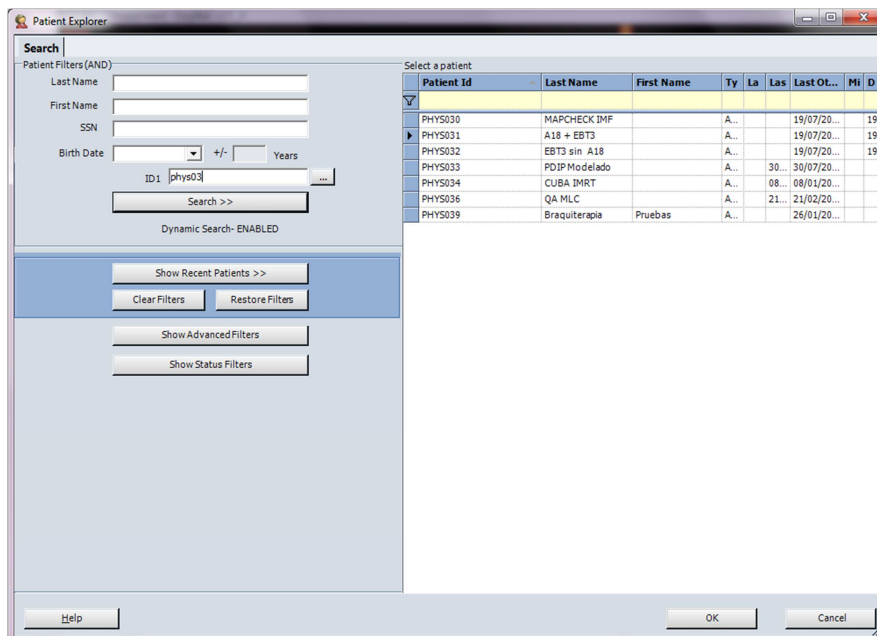 Patient Explorer
Search
Patient Filters (AND)
Last Name
First Name
SSN
Birth Date +/- Years
ID1 phys03 ...
Search >>
Dynamic Search- ENABLED
Show Recent Patients >>
Clear Filters Restore Filters
Show Advanced Filters
Show Status Filters
Select a patient
Patient Id Last Name First Name Ty La Las Last Ot... Mi D
PHYS030 MAPCHECK IMF A... 19/07/20... 19
PHYS031 A18 + EBT3 A... 19/07/20... 19
PHYS032 EBT3 sin A18 A... 19/07/20... 19
PHYS033 PDIP Modelado A... 30... 30/07/20...
PHYS034 CUBA IMRT A... 08... 08/01/20...
PHYS036 QA MLC A... 21... 21/02/20...
PHYS039 Braquiterapia Pruebas A... 26/01/20...
Help OK Cancel